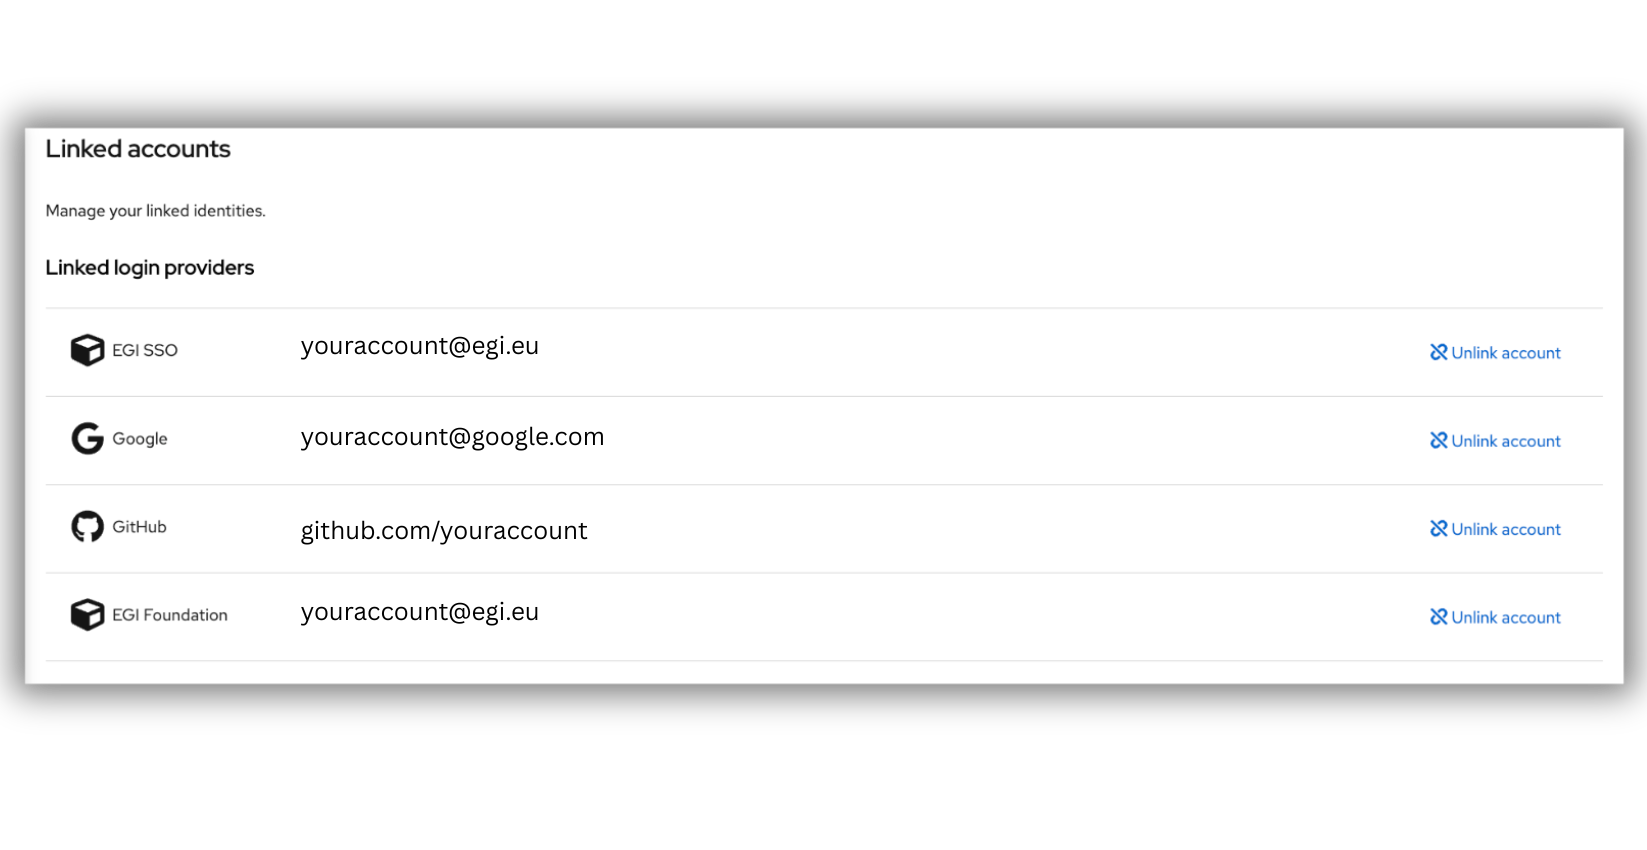 Linked accounts
Manage your linked identities.
Linked login providers
EGI SSO youraccount@egi.eu Unlink account
Google youraccount@google.com Unlink account
GitHub github.com/youraccount Unlink account
EGI Foundation youraccount@egi.eu Unlink account